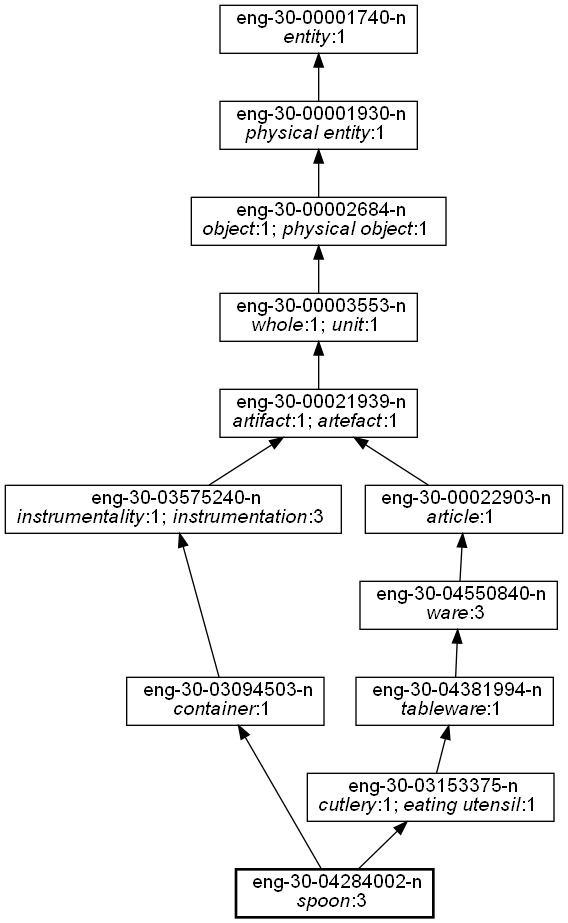 eng-30-00001740-n
entity:1
eng-30-00001930-n
physical entity:1
eng-30-00002684-n
object:1; physical object:1
eng-30-00003553-n
whole:1; unit:1
eng-30-00021939-n
artifact:1; artefact:1
eng-30-03575240-n
instrumentality:1; instrumentation:3
eng-30-00022903-n
article:1
eng-30-04550840-n
ware:3
eng-30-03094503-n
container:1
eng-30-04381994-n
tableware:1
eng-30-03153375-n
cutlery:1; eating utensil:1
eng-30-04284002-n
spoon:3